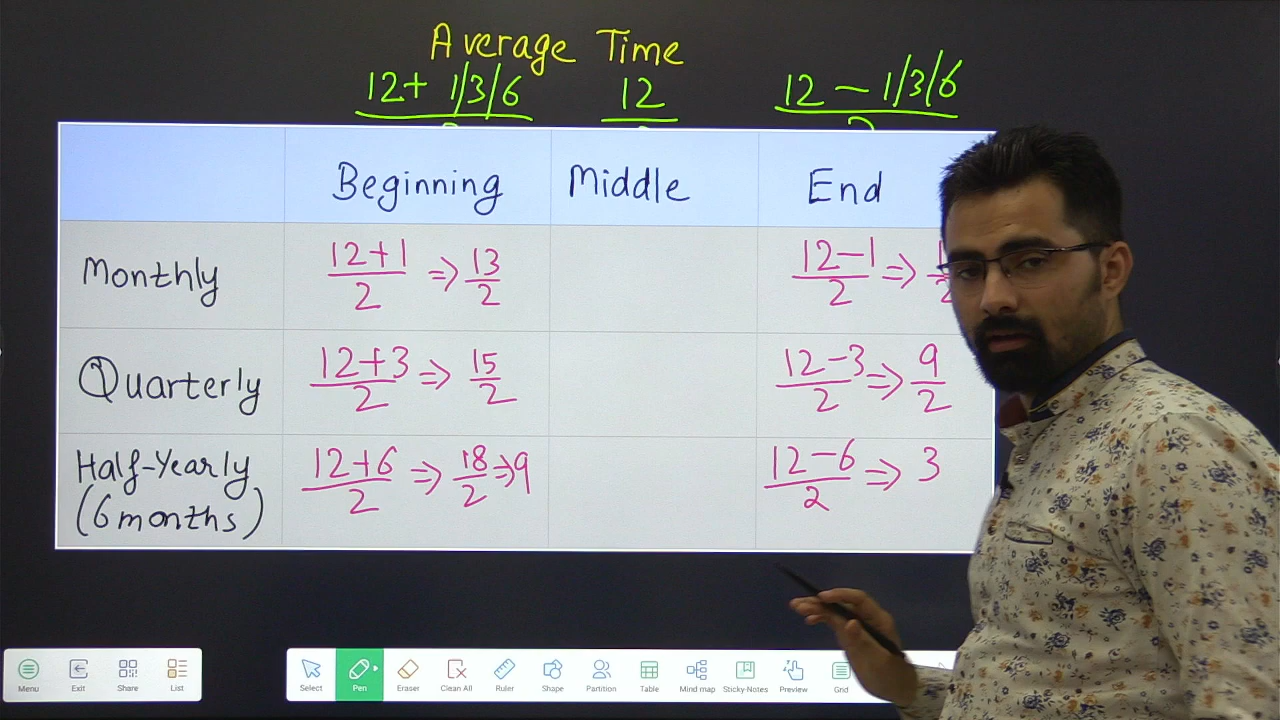 Average Time
12+ 1/3/6 12 12 - 1/3/6
Beginning Middle End
Monthly 12+1/2 ⇒ 13/2 12-1/2 ⇒
Quarterly 12+3/2 ⇒ 15/2 12-3/2 ⇒ 9/2
Half-Yearly 12+6/2 ⇒ 18/2 ⇒ 9 12-6/2 ⇒ 3
(6 months)
Menu Exit Share List Select Pen Eraser Clean All Ruler Shape Partition Table Mind map Sticky-Notes Preview Grid